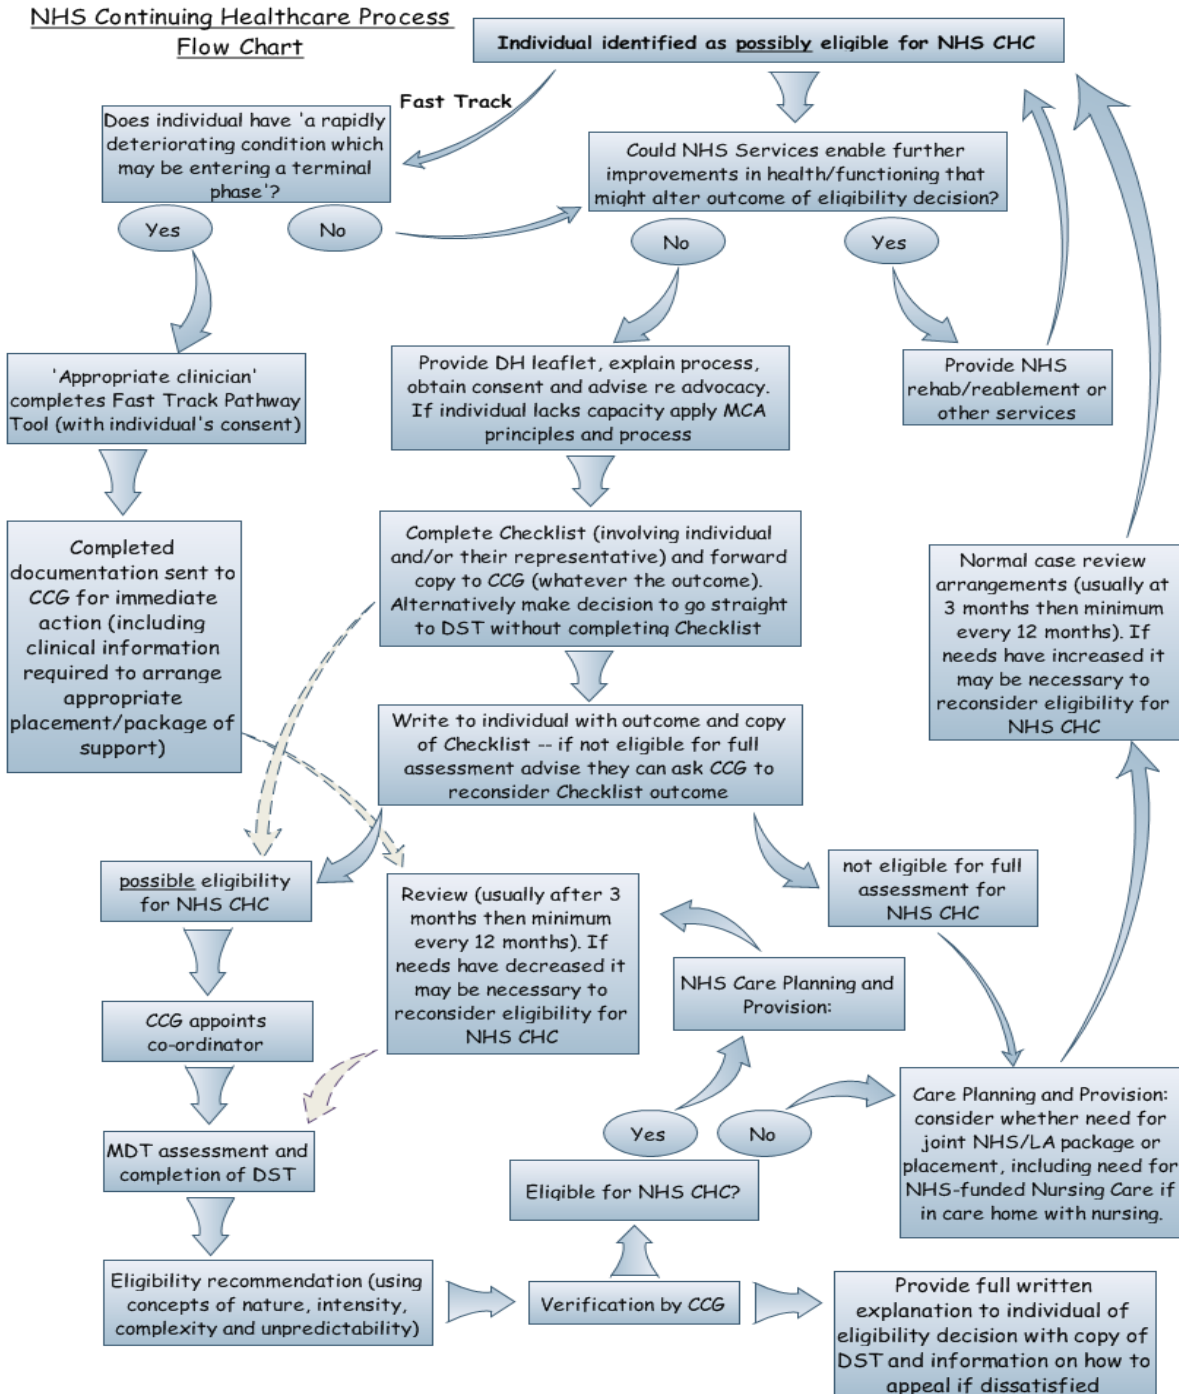 NHS Continuing Healthcare Process
Flow Chart
Individual identified as possibly eligible for NHS CHC
Fast Track
Does individual have 'a rapidly
deteriorating condition which
may be entering a terminal
phase'?
Yes
No
Could NHS Services enable further
improvements in health/functioning that
might alter outcome of eligibility decision?
No
Yes
'Appropriate clinician'
completes Fast Track Pathway
Tool (with individual's consent)
Provide DH leaflet, explain process,
obtain consent and advise re advocacy.
If individual lacks capacity apply MCA
principles and process
Provide NHS
rehab/reablement or
other services
Completed
documentation sent to
CCG for immediate
action (including
clinical information
required to arrange
appropriate
placement/package of
support)
Complete Checklist (involving individual
and/or their representative) and forward
copy to CCG (whatever the outcome).
Alternatively make decision to go straight
to DST without completing Checklist
Normal case review
arrangements (usually at
3 months then minimum
every 12 months). If
needs have increased it
may be necessary to
reconsider eligibility for
NHS CHC
Write to individual with outcome and copy
of Checklist -- if not eligible for full
assessment advise they can ask CCG to
reconsider Checklist outcome
possible eligibility
for NHS CHC
Review (usually after 3
months then minimum
every 12 months). If
needs have decreased it
may be necessary to
reconsider eligibility for
NHS CHC
not eligible for full
assessment for
NHS CHC
NHS Care Planning and
Provision:
CCG appoints
co-ordinator
MDT assessment and
completion of DST
Yes
No
Eligible for NHS CHC?
Care Planning and Provision:
consider whether need for
joint NHS/LA package or
placement, including need for
NHS-funded Nursing Care if
in care home with nursing.
Eligibility recommendation (using
concepts of nature, intensity,
complexity and unpredictability)
Verification by CCG
Provide full written
explanation to individual of
eligibility decision with copy of
DST and information on how to
appeal if dissatisfied